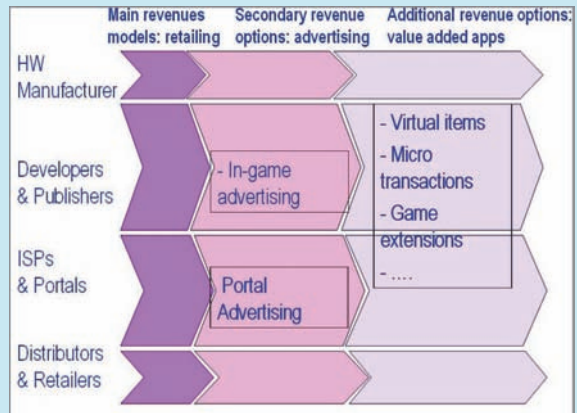 Main revenues
models: retailing
Secondary revenue
options: advertising
Additional revenue options:
value added apps
HW
Manufacturer
Developers
& Publishers
- In-game
advertising
- Virtual items
- Micro
transactions
- Game
extensions
- ....
ISPs
& Portals
Portal
Advertising
Distributors
& Retailers